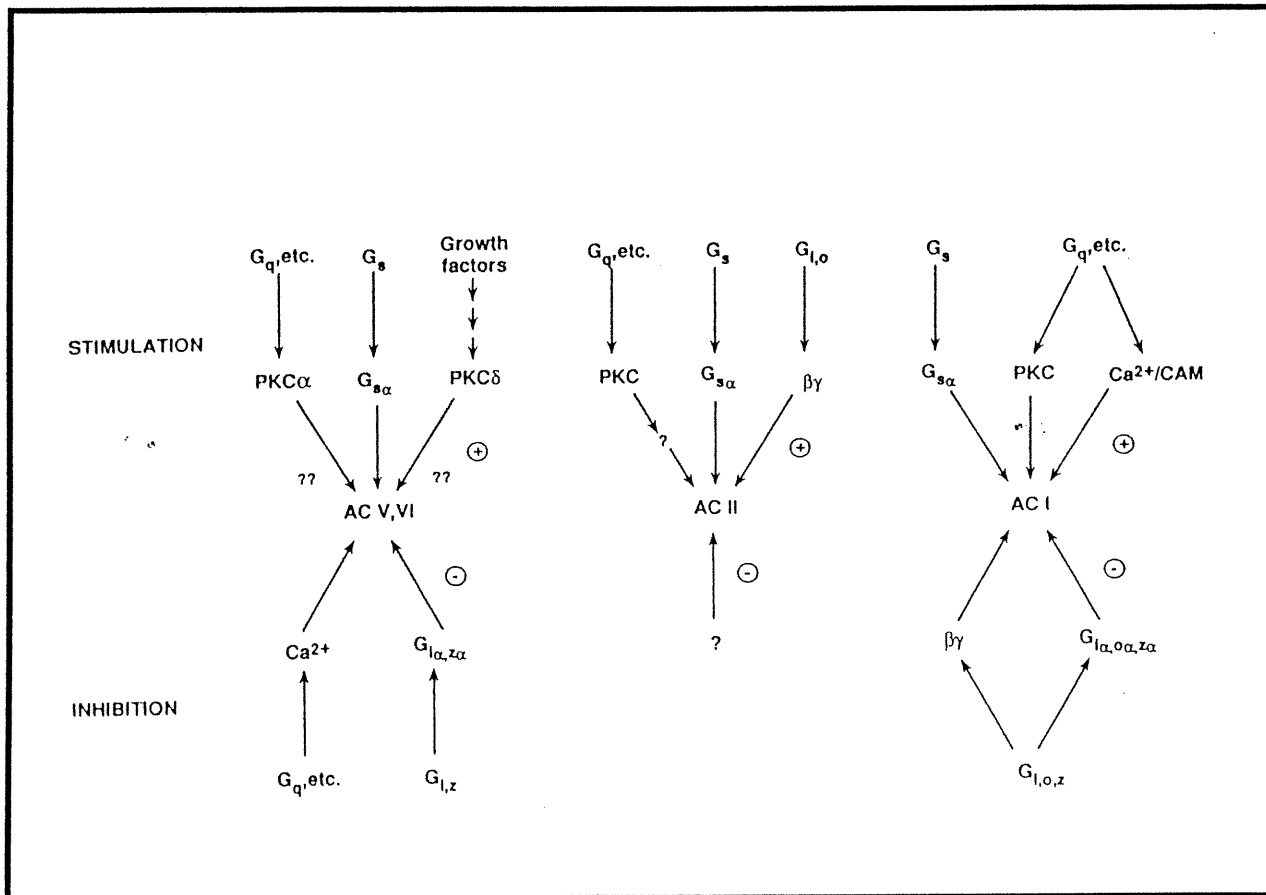 Gq,etc. Gs Growth factors Gq,etc. Gs Gi,o Gs Gq,etc.
STIMULATION
PKCα Gsα PKCδ PKC Gsα βγ Gsα PKC Ca2+/CAM
?
+ + +
?? ??
AC V,VI AC II AC I
- - -
Ca2+ Giα,zα ? βγ Giα,oα,zα
INHIBITION
Gq,etc. Gi,z Gi,o,z